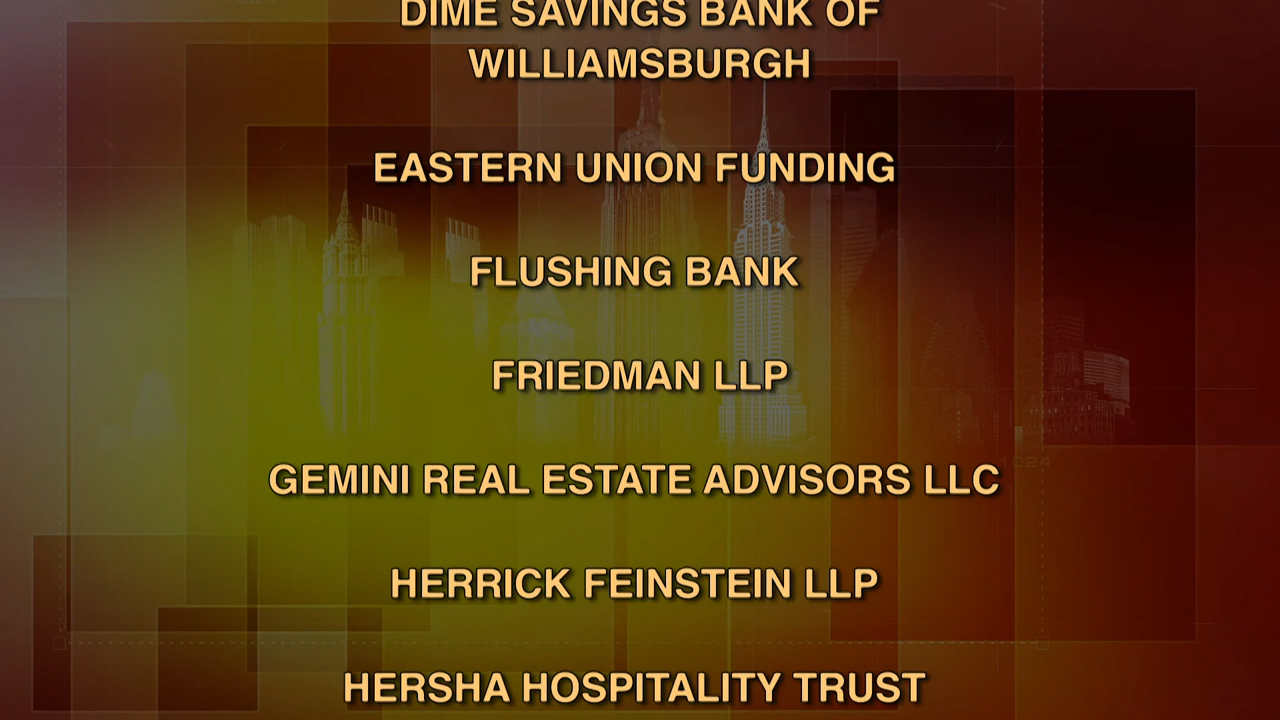 DIME SAVINGS BANK OF
WILLIAMSBURGH
EASTERN UNION FUNDING
FLUSHING BANK
FRIEDMAN LLP
1024
GEMINI REAL ESTATE ADVISORS LLC
HERRICK FEINSTEIN LLP
HERSHA HOSPITALITY TRUST